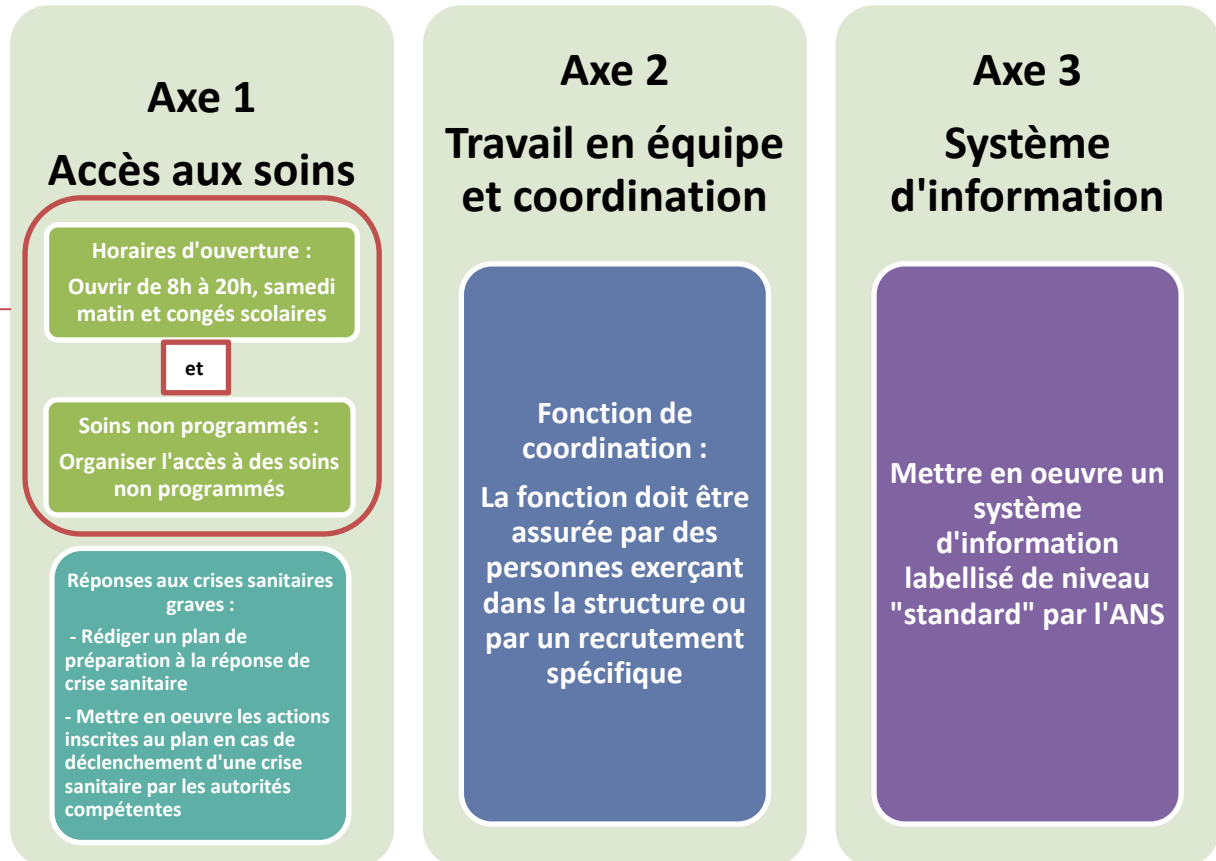 Axe 1
Accès aux soins
Horaires d'ouverture :
Ouvrir de 8h à 20h, samedi
matin et congés scolaires
et
Soins non programmés :
Organiser l'accès à des soins
non programmés
Réponses aux crises sanitaires
graves :
- Rédiger un plan de
préparation à la réponse de
crise sanitaire
- Mettre en oeuvre les actions
inscrites au plan en cas de
déclenchement d'une crise
sanitaire par les autorités
compétentes
Axe 2
Travail en équipe
et coordination
Fonction de
coordination :
La fonction doit être
assurée par des
personnes exerçant
dans la structure ou
par un recrutement
spécifique
Axe 3
Système
d'information
Mettre en oeuvre un
système
d'information
labellisé de niveau
"standard" par l'ANS